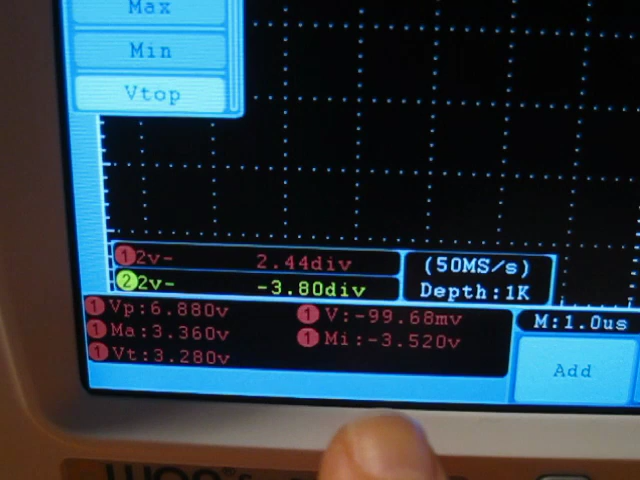 Max
Min
Vtop
1 2v- 2.44div
2 2v- -3.80div
(50MS/s)
Depth:1K
1 Vp:6.880v 1 V:-99.68mv
1 Ma:3.360v 1 Mi:-3.520v
1 Vt:3.280v
M:1.0us
Add